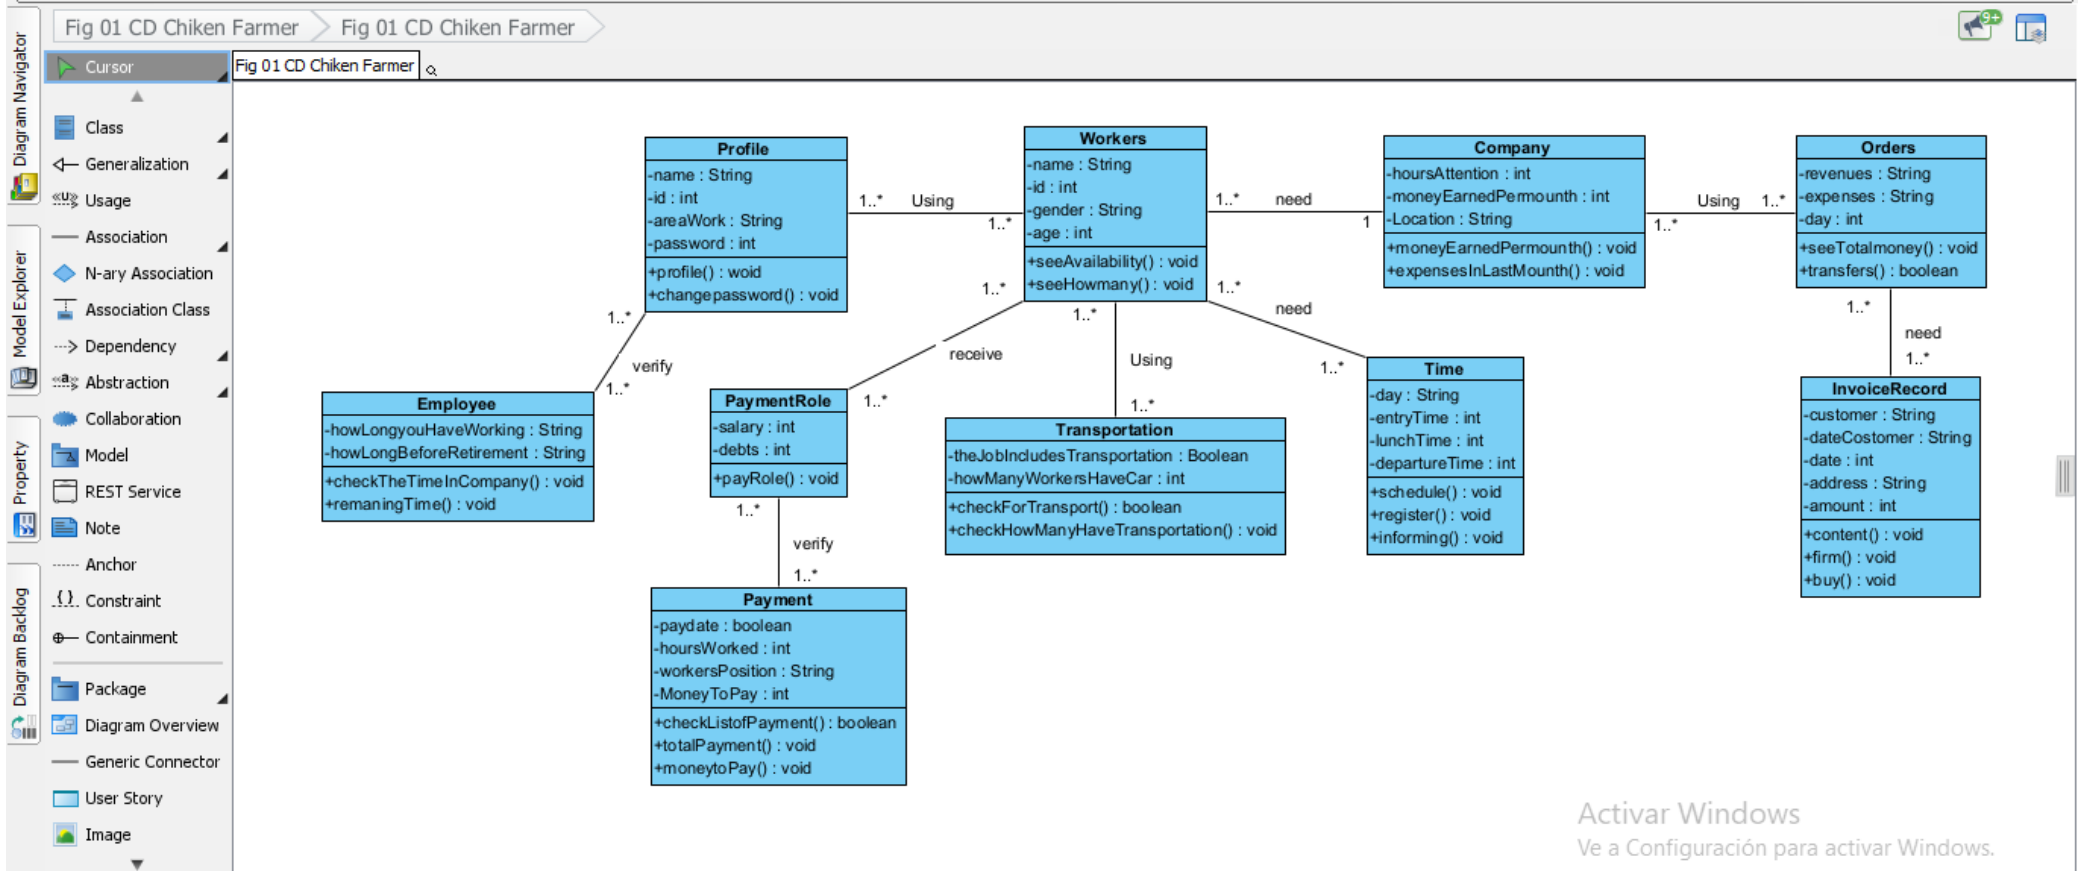 Fig 01 CD Chiken Farmer
Fig 01 CD Chiken Farmer
9+
Diagram Navigator
Model Explorer
Property
Diagram Backlog
Cursor
Class
Generalization
«U» Usage
Association
N-ary Association
Association Class
Dependency
«a» Abstraction
Collaboration
Model
REST Service
Note
Anchor
{} Constraint
Containment
Package
Diagram Overview
Generic Connector
User Story
Image
Fig 01 CD Chiken Farmer
Profile
-name : String
-id : int
-areaWork : String
-password : int
+profile() : woid
+changepassword() : void
1..*
Using
1..*
Workers
-name : String
-id : int
-gender : String
-age : int
+seeAvailability() : void
+seeHowmany() : void
1..*
need
1
Company
-hoursAttention : int
-moneyEarnedPermounth : int
-Location : String
+moneyEarnedPermounth() : void
+expensesInLastMounth() : void
1..*
Using
1..*
Orders
-revenues : String
-expenses : String
-day : int
+seeTotalmoney() : void
+transfers() : boolean
1..*
verify
1..*
Employee
-howLongyouHaveWorking : String
-howLongBeforeRetirement : String
+checkTheTimeInCompany() : void
+remaningTime() : void
1..*
receive
1..*
PaymentRole
-salary : int
-debts : int
+payRole() : void
1..*
verify
1..*
Payment
-paydate : boolean
-hoursWorked : int
-workersPosition : String
-MoneyToPay : int
+checkListofPayment() : boolean
+totalPayment() : void
+moneytoPay() : void
1..*
Using
1..*
Transportation
-theJobIncludesTransportation : Boolean
-howManyWorkersHaveCar : int
+checkForTransport() : boolean
+checkHowManyHaveTransportation() : void
1..*
need
1..*
Time
-day : String
-entryTime : int
-lunchTime : int
-departureTime : int
+schedule() : void
+register() : void
+informing() : void
1..*
need
1..*
InvoiceRecord
-customer : String
-dateCostomer : String
-date : int
-address : String
-amount : int
+content() : void
+firm() : void
+buy() : void
Activar Windows
Ve a Configuración para activar Windows.